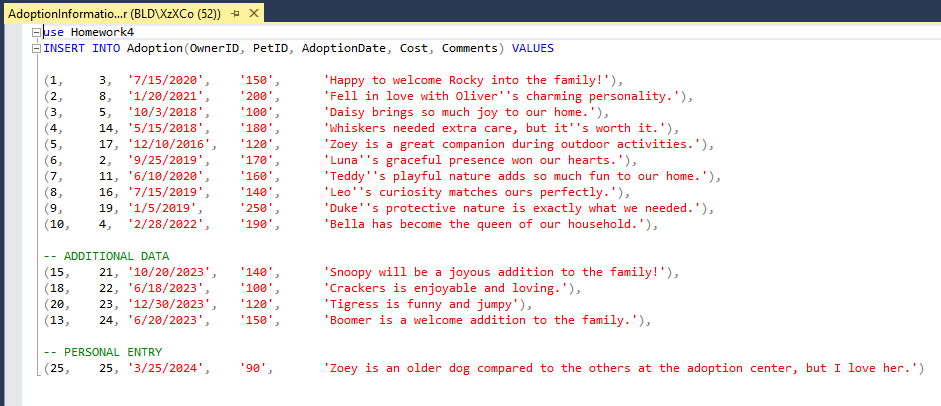 AdoptionInformatio...r (BLD\XzXCo (52))
use Homework4
INSERT INTO Adoption(OwnerID, PetID, AdoptionDate, Cost, Comments) VALUES
(1, 3, '7/15/2020', '150', 'Happy to welcome Rocky into the family!'),
(2, 8, '1/20/2021', '200', 'Fell in love with Oliver''s charming personality.'),
(3, 5, '10/3/2018', '100', 'Daisy brings so much joy to our home.'),
(4, 14, '5/15/2018', '180', 'Whiskers needed extra care, but it''s worth it.'),
(5, 17, '12/10/2016', '120', 'Zoey is a great companion during outdoor activities.'),
(6, 2, '9/25/2019', '170', 'Luna''s graceful presence won our hearts.'),
(7, 11, '6/10/2020', '160', 'Teddy''s playful nature adds so much fun to our home.'),
(8, 16, '7/15/2019', '140', 'Leo''s curiosity matches ours perfectly.'),
(9, 19, '1/5/2019', '250', 'Duke''s protective nature is exactly what we needed.'),
(10, 4, '2/28/2022', '190', 'Bella has become the queen of our household.'),
-- ADDITIONAL DATA
(15, 21, '10/20/2023', '140', 'Snoopy will be a joyous addition to the family!'),
(18, 22, '6/18/2023', '100', 'Crackers is enjoyable and loving.'),
(20, 23, '12/30/2023', '120', 'Tigress is funny and jumpy'),
(13, 24, '6/20/2023', '150', 'Boomer is a welcome addition to the family.'),
-- PERSONAL ENTRY
(25, 25, '3/25/2024', '90', 'Zoey is an older dog compared to the others at the adoption center, but I love her.')